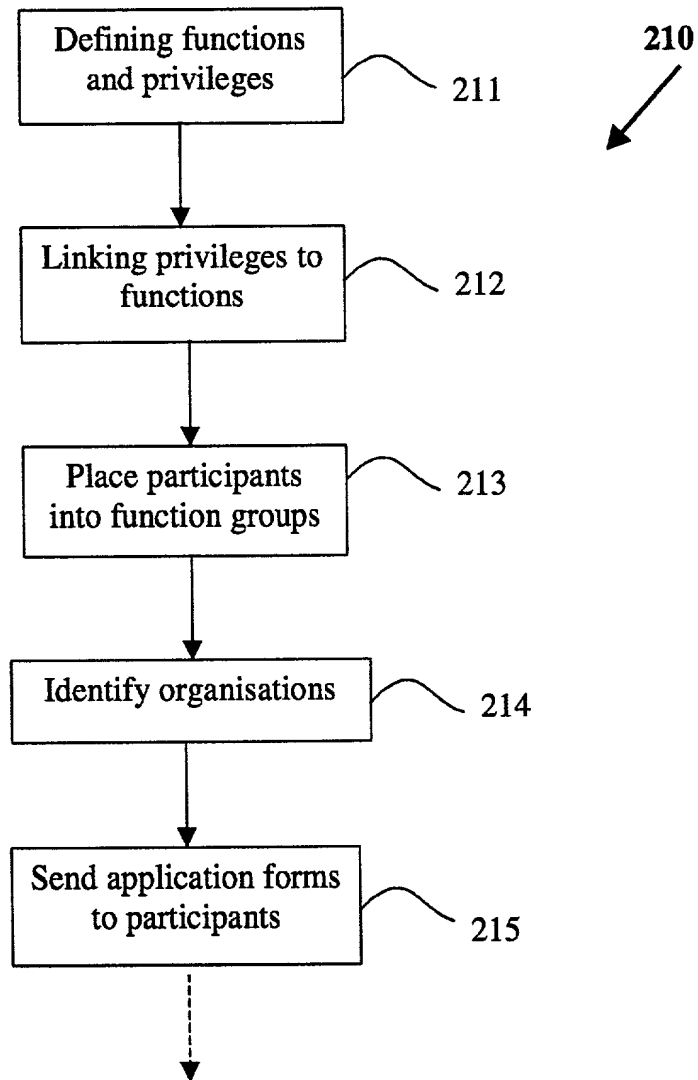 Defining functions
and privileges
210
211
Linking privileges to
functions
212
Place participants
into function groups
213
Identify organisations
214
Send application forms
to participants
215